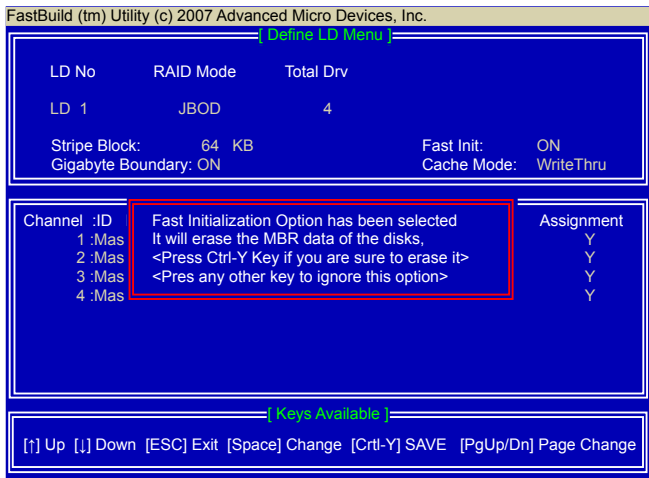 FastBuild (tm) Utility (c) 2007 Advanced Micro Devices, Inc.
[ Define LD Menu ]
LD No RAID Mode Total Drv
LD 1 JBOD 4
Stripe Block: 64 KB Fast Init: ON
Gigabyte Boundary: ON Cache Mode: WriteThru
Channel :ID Assignment
1 :Mas Y
2 :Mas Y
3 :Mas Y
4 :Mas Y
Fast Initialization Option has been selected
It will erase the MBR data of the disks,
<Press Ctrl-Y Key if you are sure to erase it>
<Pres any other key to ignore this option>
[ Keys Available ]
[↑] Up [↓] Down [ESC] Exit [Space] Change [Crtl-Y] SAVE [PgUp/Dn] Page Change